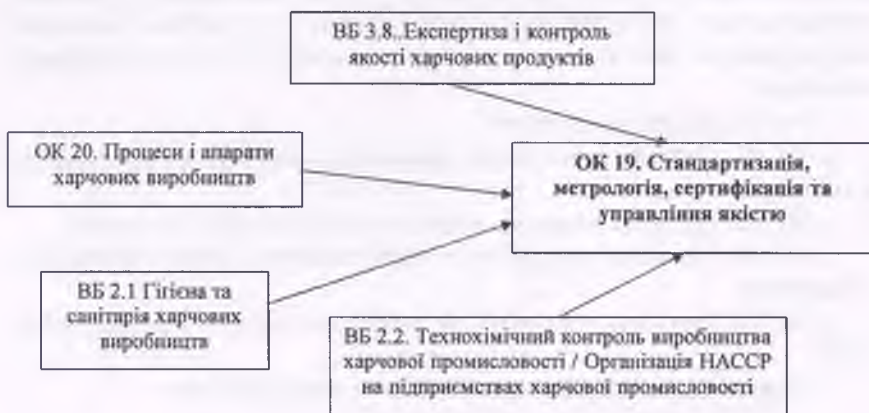 ВБ 3.8. Експертиза і контроль
якості харчових продуктів
ОК 20. Процеси і апарати
харчових виробництв
ОК 19. Стандартизація,
метрологія, сертифікація та
управління якістю
ВБ 2.1 Гігієна та
санітарія харчових
виробництв
ВБ 2.2. Технохімічний контроль виробництва
харчової промисловості / Організація НАССР
на підприємствах харчової промисловості